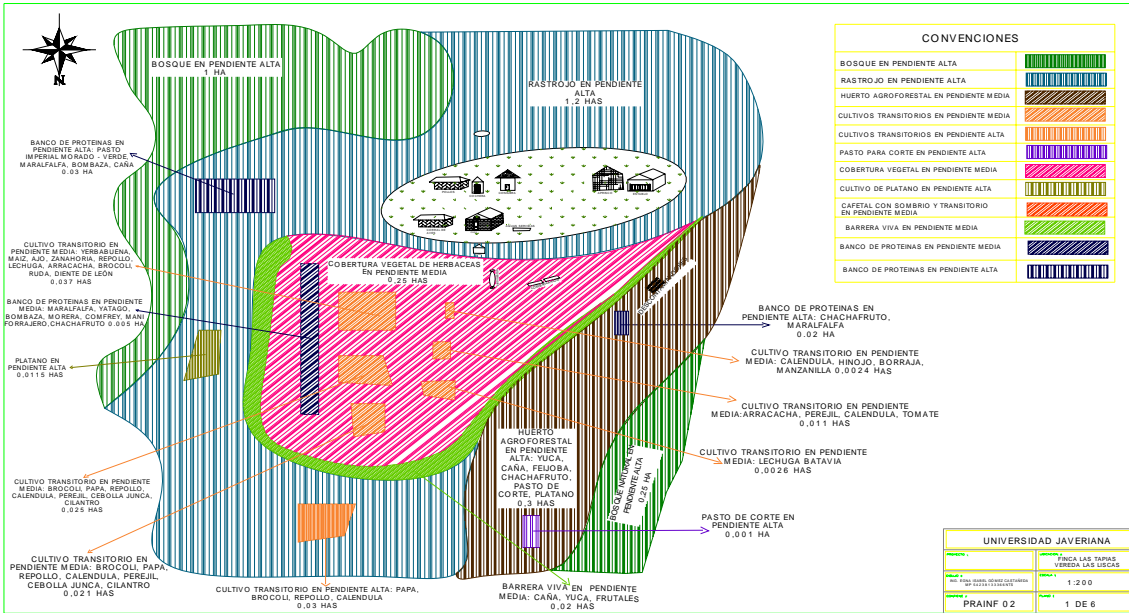 N
BOSQUE EN PENDIENTE ALTA
1 HA
RASTROJO EN PENDIENTE
ALTA
1,2 HAS
BANCO DE PROTEINAS EN
PENDIENTE ALTA: PASTO
IMPERIAL MORADO - VERDE,
MARALFALFA, BOMBAZA, CAÑA
0.03 HA
CULTIVO TRANSITORIO EN
PENDIENTE MEDIA: YERBABUENA,
MAIZ, AJO, ZANAHORIA, REPOLLO,
LECHUGA, ARRACACHA, BROCOLI,
RUDA, DIENTE DE LEÓN
0,037 HAS
BANCO DE PROTEINAS EN PENDIENTE
MEDIA: MARALFALFA, YATAGO,
BOMBAZA, MORERA, COMFREY, MANI
FORRAJERO,CHACHAFRUTO 0.005 HA
PLATANO EN
PENDIENTE ALTA
0,0115 HAS
COBERTURA VEGETAL DE HERBACEAS
EN PENDIENTE MEDIA
0,25 HAS
CULTIVO TRANSITORIO EN PENDIENTE
MEDIA: BROCOLI, PAPA, REPOLLO,
CALENDULA, PEREJIL, CEBOLLA JUNCA,
CILANTRO
0,025 HAS
CULTIVO TRANSITORIO EN
PENDIENTE MEDIA: BROCOLI, PAPA,
REPOLLO, CALENDULA, PEREJIL,
CEBOLLA JUNCA, CILANTRO
0,021 HAS
CULTIVO TRANSITORIO EN PENDIENTE ALTA: PAPA,
BROCOLI, REPOLLO, CALENDULA
0,03 HAS
BARRERA VIVA EN PENDIENTE
MEDIA: CAÑA, YUCA, FRUTALES
0,02 HAS
HUERTO
AGROFORESTAL
EN PENDIENTE
ALTA: YUCA,
CAÑA, FEIJOBA,
CHACHAFRUTO,
PASTO DE
CORTE, PLATANO
0,3 HAS
BOSQUE NATURAL EN
PENDIENTE ALTA
0,25 HA
BANCO DE PROTEINAS EN
PENDIENTE ALTA: CHACHAFRUTO,
MARALFALFA
0.02 HA
CULTIVO TRANSITORIO EN PENDIENTE
MEDIA: CALENDULA, HINOJO, BORRAJA,
MANZANILLA 0,0024 HAS
CULTIVO TRANSITORIO EN PENDIENTE
MEDIA:ARRACACHA, PEREJIL, CALENDULA, TOMATE
0,011 HAS
CULTIVO TRANSITORIO EN PENDIENTE
MEDIA: LECHUGA BATAVIA
0,0026 HAS
PASTO DE CORTE EN
PENDIENTE ALTA
0,001 HA
CONVENCIONES
BOSQUE EN PENDIENTE ALTA
RASTROJO EN PENDIENTE ALTA
HUERTO AGROFORESTAL EN PENDIENTE MEDIA
CULTIVOS TRANSITORIOS EN PENDIENTE MEDIA
CULTIVOS TRANSITORIOS EN PENDIENTE ALTA
PASTO PARA CORTE EN PENDIENTE ALTA
COBERTURA VEGETAL EN PENDIENTE MEDIA
CULTIVO DE PLATANO EN PENDIENTE ALTA
CAFETAL CON SOMBRIO Y TRANSITORIO
EN PENDIENTE MEDIA
BARRERA VIVA EN PENDIENTE MEDIA
BANCO DE PROTEINAS EN PENDIENTE MEDIA
BANCO DE PROTEINAS EN PENDIENTE ALTA
UNIVERSIDAD JAVERIANA
FINCA LAS TAPIAS
VEREDA LAS LISCAS
1:200
PRAINF 02
1 DE 6